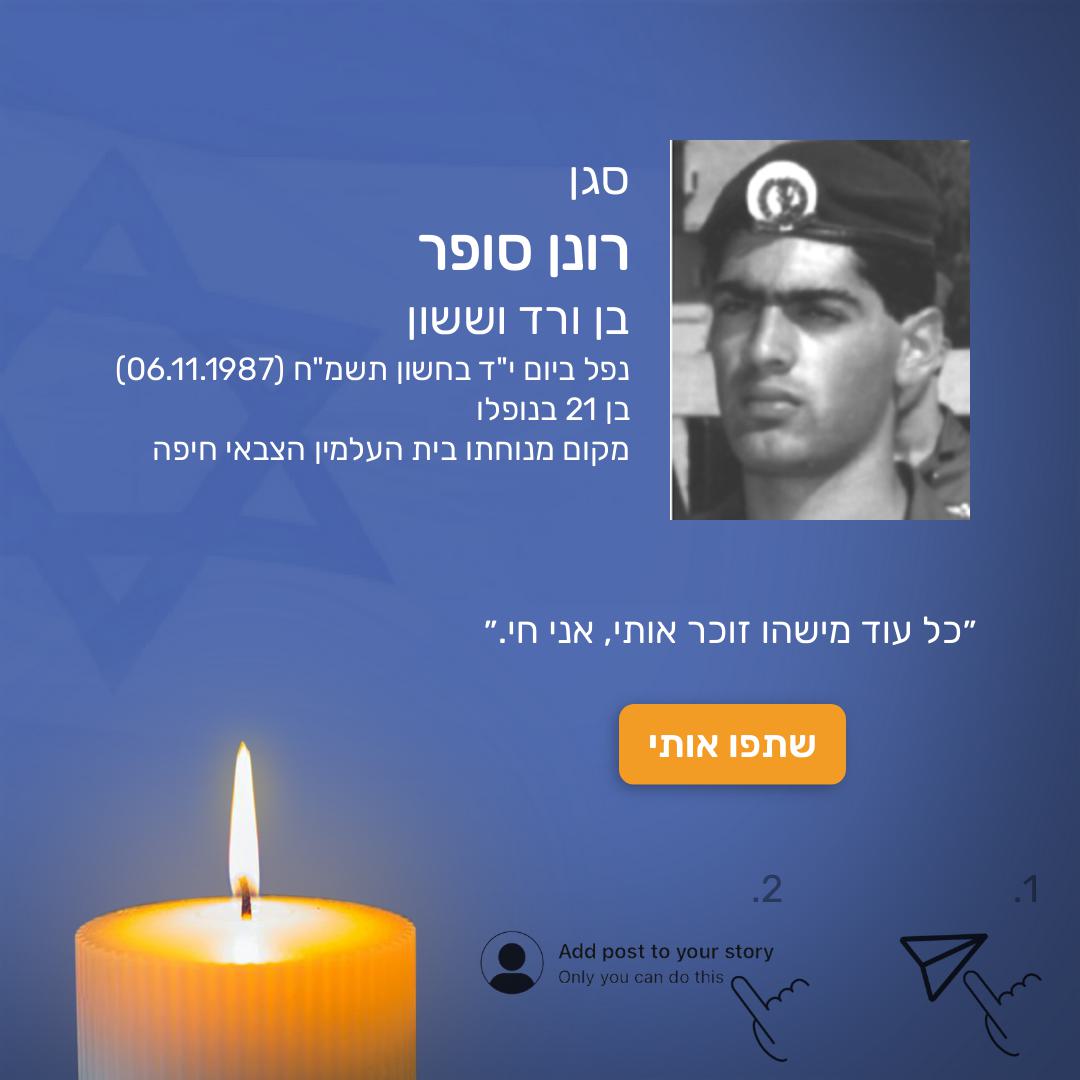 סגן
רונן סופר
בן ורד וששון
נפל ביום י"ד בחשון תשמ"ח (06.11.1987)
בן 21 בנופלו
מקום מנוחתו בית העלמין הצבאי חיפה
"כל עוד מישהו זוכר אותי, אני חי."
שתפו אותי
1.
2.
Add post to your story
Only you can do this